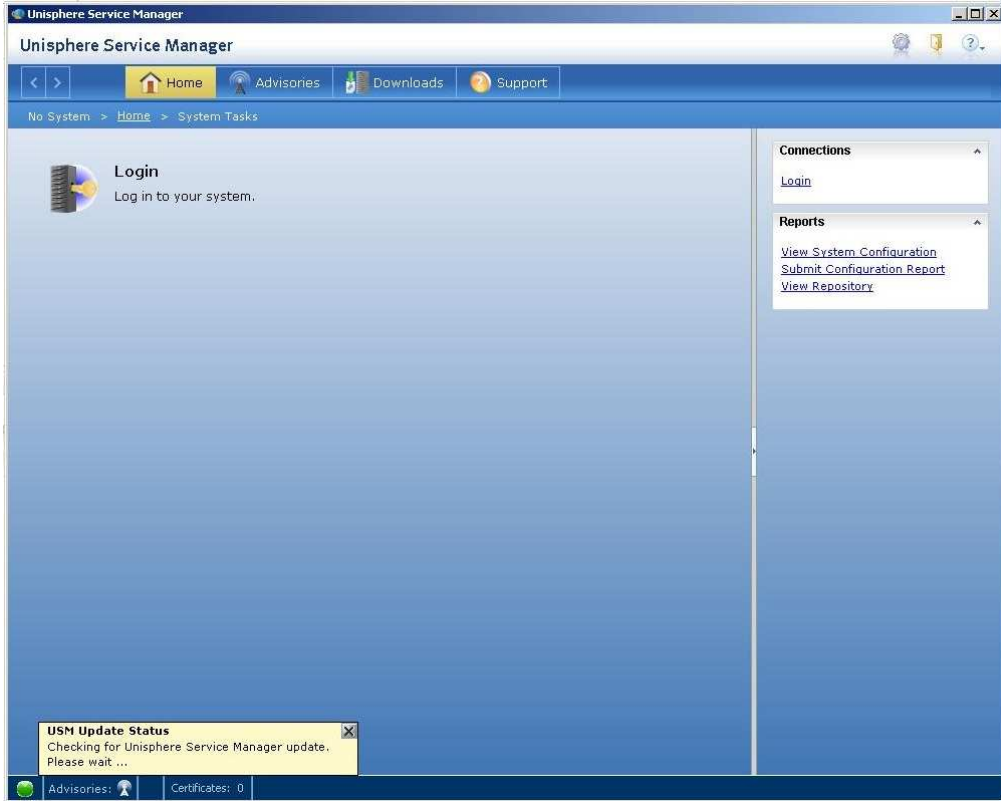 Unisphere Service Manager
Unisphere Service Manager
?
< >
Home
Advisories
Downloads
Support
No System > Home > System Tasks
Login
Log in to your system.
Connections
Login
Reports
View System Configuration
Submit Configuration Report
View Repository
USM Update Status
Checking for Unisphere Service Manager update.
Please wait ...
Advisories:
Certificates: 0